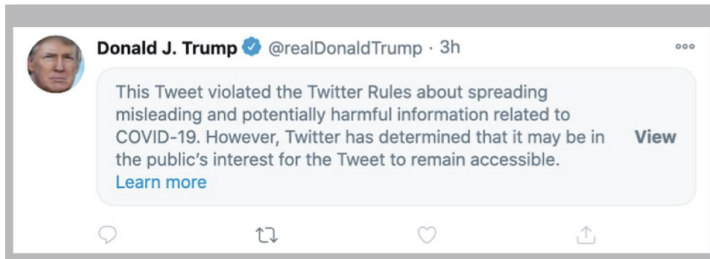 Donald J. Trump @realDonaldTrump · 3h
This Tweet violated the Twitter Rules about spreading
misleading and potentially harmful information related to
COVID-19. However, Twitter has determined that it may be in
the public's interest for the Tweet to remain accessible.
Learn more
View